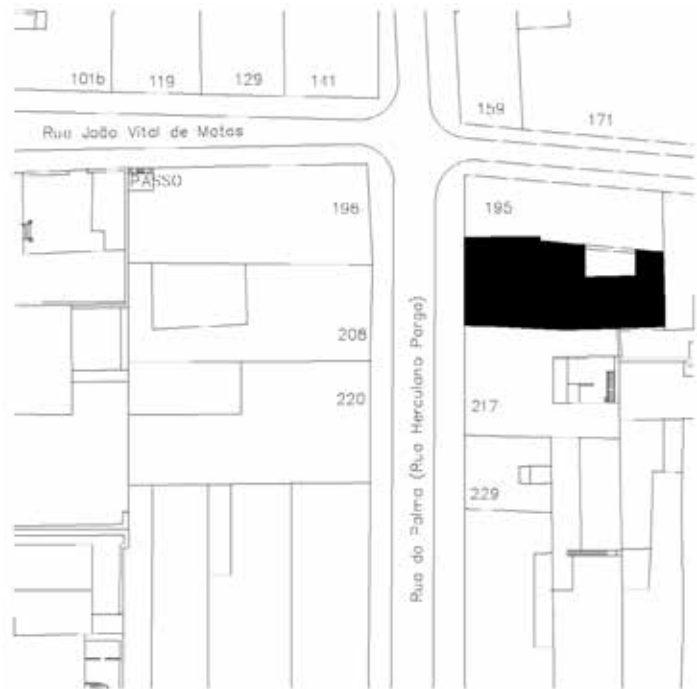 101b 119 129 141 159 171
Rua João Vital de Matos
PASSO
196 195
208
220 217
229
Rua da Palma (Rua Herculano Parga)